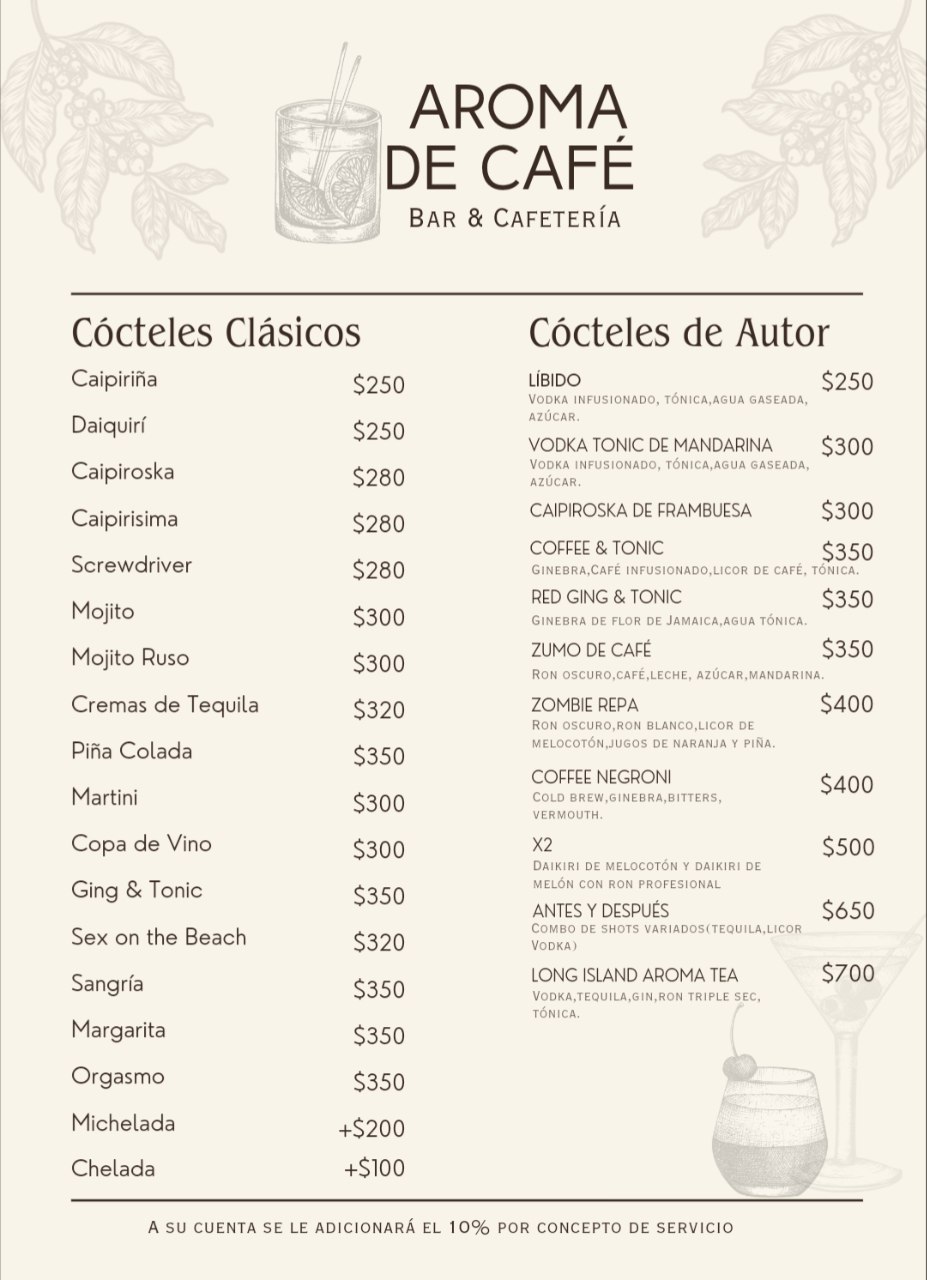 AROMA
DE CAFÉ
BAR & CAFETERÍA
Cócteles Clásicos
Caipiriña $250
Daiquirí $250
Caipiroska $280
Caipirisima $280
Screwdriver $280
Mojito $300
Mojito Ruso $300
Cremas de Tequila $320
Piña Colada $350
Martini $300
Copa de Vino $300
Ging & Tonic $350
Sex on the Beach $320
Sangría $350
Margarita $350
Orgasmo $350
Michelada +$200
Chelada +$100
Cócteles de Autor
LÍBIDO $250
VODKA INFUSIONADO, TÓNICA,AGUA GASEADA,
AZÚCAR.
VODKA TONIC DE MANDARINA $300
VODKA INFUSIONADO, TÓNICA,AGUA GASEADA,
AZÚCAR.
CAIPIROSKA DE FRAMBUESA $300
COFFEE & TONIC $350
GINEBRA,CAFÉ INFUSIONADO,LICOR DE CAFÉ, TÓNICA.
RED GING & TONIC $350
GINEBRA DE FLOR DE JAMAICA,AGUA TÓNICA.
ZUMO DE CAFÉ $350
RON OSCURO,CAFÉ,LECHE, AZÚCAR,MANDARINA.
ZOMBIE REPA $400
RON OSCURO,RON BLANCO,LICOR DE
MELOCOTÓN,JUGOS DE NARANJA Y PIÑA.
COFFEE NEGRONI $400
COLD BREW,GINEBRA,BITTERS,
VERMOUTH.
X2 $500
DAIKIRI DE MELOCOTÓN Y DAIKIRI DE
MELÓN CON RON PROFESIONAL
ANTES Y DESPUÉS $650
COMBO DE SHOTS VARIADOS(TEQUILA,LICOR
VODKA)
LONG ISLAND AROMA TEA $700
VODKA,TEQUILA,GIN,RON TRIPLE SEC,
TÓNICA.
A SU CUENTA SE LE ADICIONARÁ EL 10% POR CONCEPTO DE SERVICIO